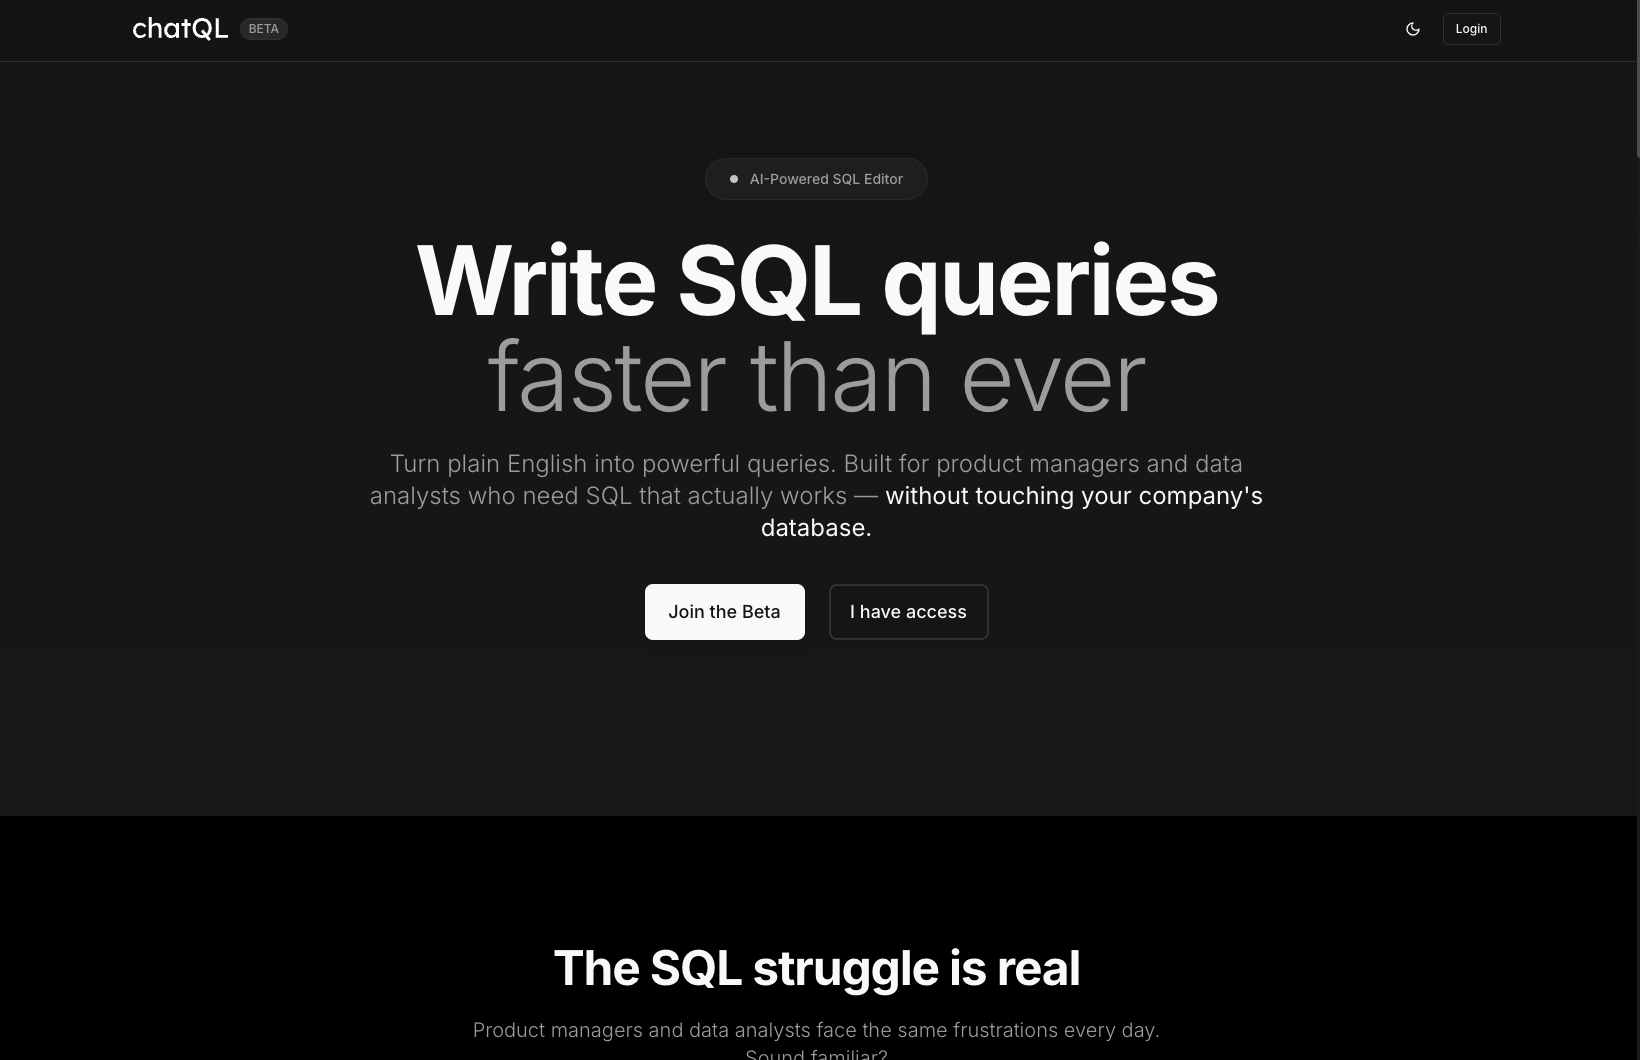 chatQL BETA
Login
AI-Powered SQL Editor
Write SQL queries
faster than ever
Turn plain English into powerful queries. Built for product managers and data
analysts who need SQL that actually works — without touching your company's
database.
Join the Beta
I have access
The SQL struggle is real
Product managers and data analysts face the same frustrations every day.
Sound familiar?